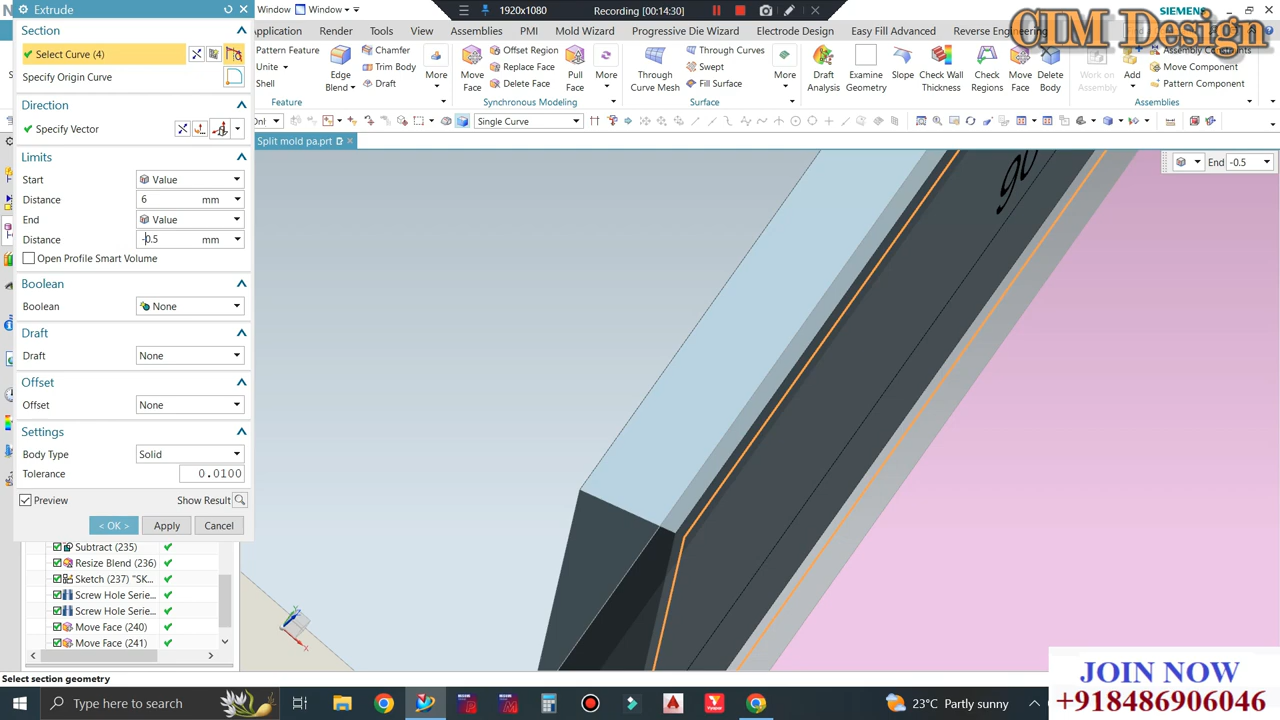 Extrude
Window
Window
1920x1080
Recording [00:14:30]
SIEMENS
CIM Design
Section
Select Curve (4)
Specify Origin Curve
Direction
Specify Vector
Limits
Start
Value
Distance
6 mm
End
Value
Distance
-0.5 mm
Open Profile Smart Volume
Boolean
Boolean
None
Draft
Draft
None
Offset
Offset
None
Settings
Body Type
Solid
Tolerance
0.0100
Preview
Show Result
< OK >
Apply
Cancel
Subtract (235)
Resize Blend (236)
Sketch (237) "SK...
Screw Hole Serie...
Screw Hole Serie...
Move Face (240)
Move Face (241)
Application
Render
Tools
Assemblies
PMI
Mold Wizard
Progressive Die Wizard
Electrode Design
Easy Fill Advanced
Reverse Engineering
Pattern Feature
Unite
Shell
Edge Blend
Chamfer
Trim Body
Draft
More
Feature
Move Face
Offset Region
Replace Face
Delete Face
Pull Face
More
Synchronous Modeling
Through Curve Mesh
Through Curves
Swept
Fill Surface
More
Surface
Draft Analysis
Examine Geometry
Slope
Check Wall Thickness
Check Regions
Move Face
Delete Body
Work on Assembly
Add
Assembly Constraints
Move Component
Pattern Component
Assemblies
Single Curve
Split mold pa.prt
End -0.5
90
Y
X
Select section geometry
Type here to search
23°C Partly sunny
JOIN NOW
+918486906046